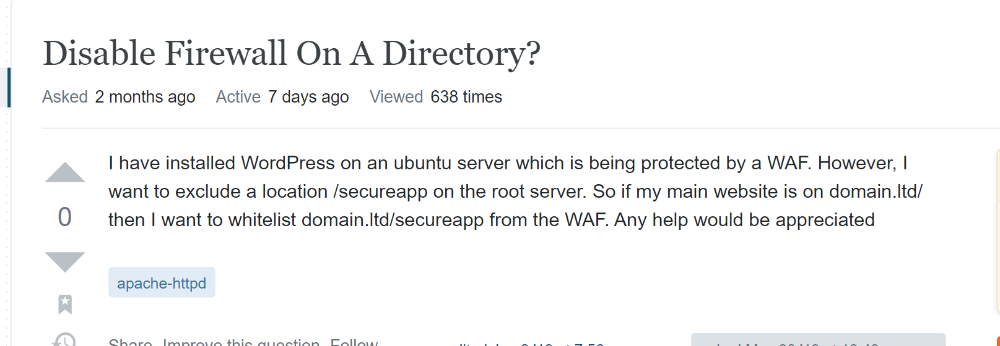 Disable Firewall On A Directory?
Asked 2 months ago Active 7 days ago Viewed 638 times
I have installed WordPress on an ubuntu server which is being protected by a WAF. However, I
want to exclude a location /secureapp on the root server. So if my main website is on domain.ltd/
0
then I want to whitelist domain.ltd/secureapp from the WAF. Any help would be appreciated
apache-httpd
Share Improve this question Follow